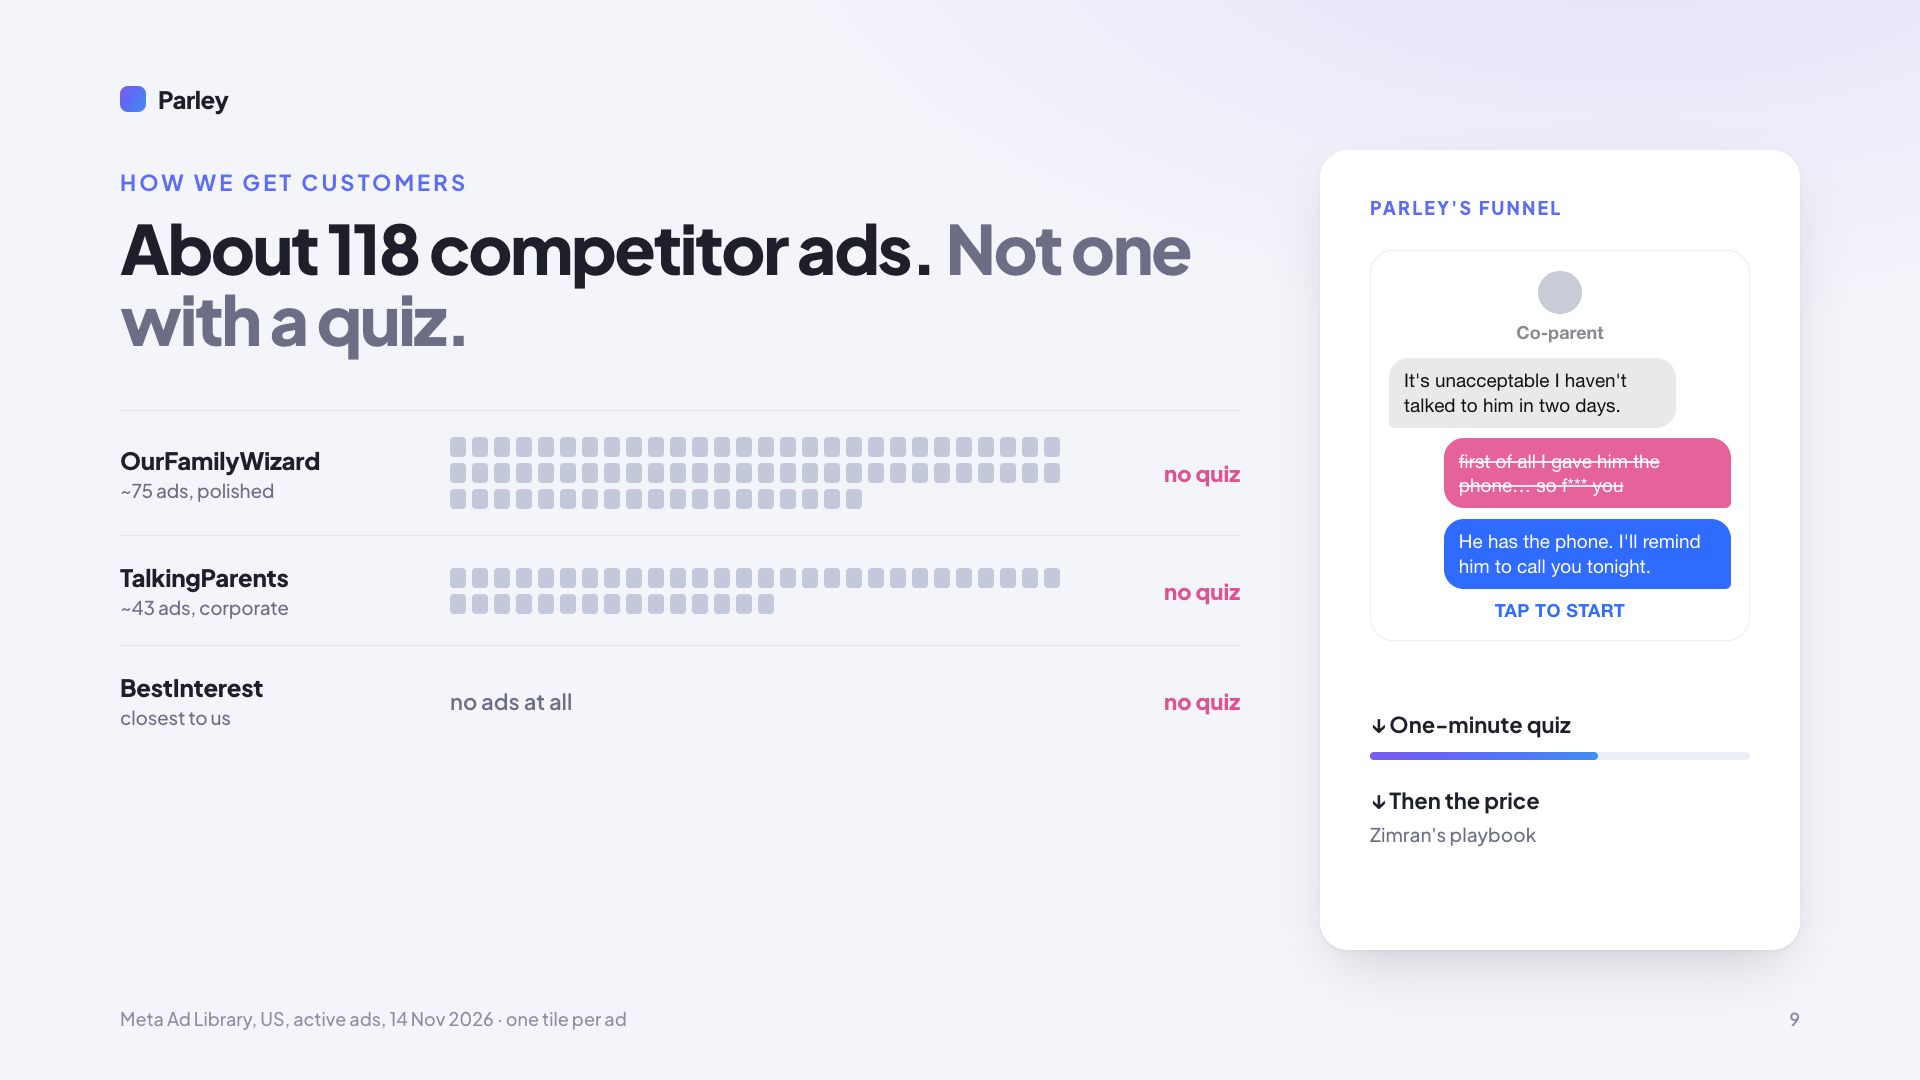 Parley
HOW WE GET CUSTOMERS
About 118 competitor ads. Not one
with a quiz.
OurFamilyWizard
~75 ads, polished
no quiz
TalkingParents
~43 ads, corporate
no quiz
BestInterest
closest to us
no ads at all
no quiz
PARLEY'S FUNNEL
Co-parent
It's unacceptable I haven't
talked to him in two days.
first of all I gave him the
phone... so f*** you
He has the phone. I'll remind
him to call you tonight.
TAP TO START
↓ One-minute quiz
↓ Then the price
Zimran's playbook
Meta Ad Library, US, active ads, 14 Nov 2026 · one tile per ad
9